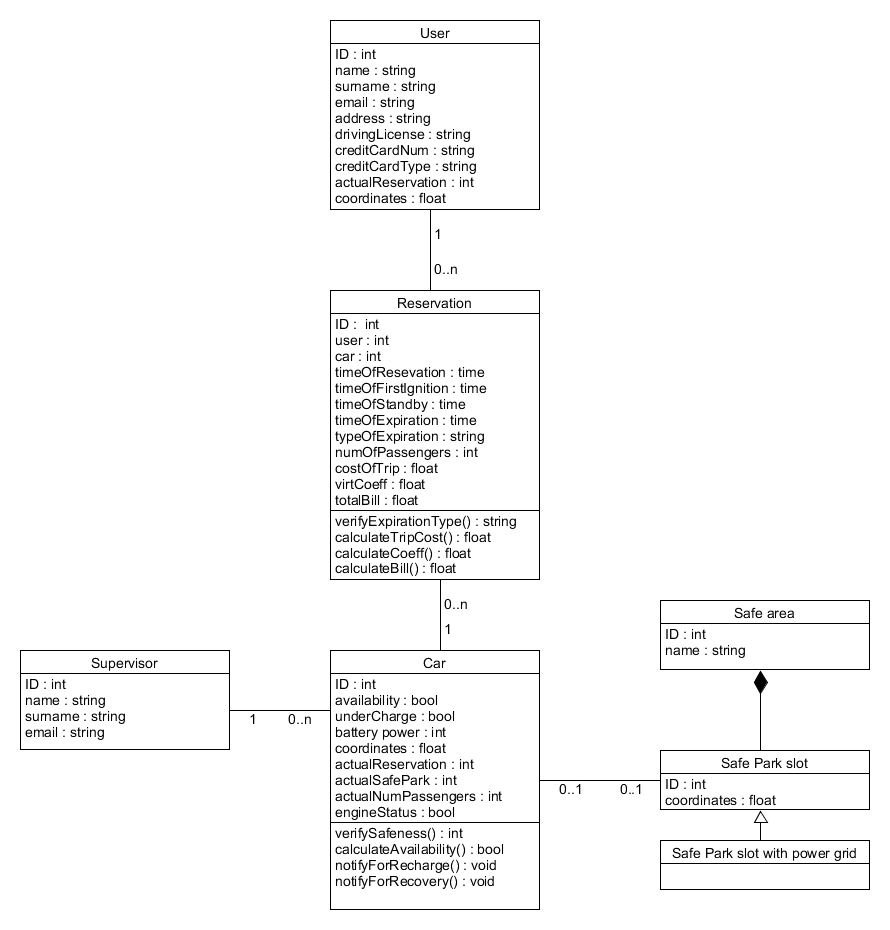 User
ID : int
name : string
surname : string
email : string
address : string
drivingLicense : string
creditCardNum : string
creditCardType : string
actualReservation : int
coordinates : float
1
0..n
Reservation
ID :  int
user : int
car : int
timeOfResevation : time
timeOfFirstIgnition : time
timeOfStandby : time
timeOfExpiration : time
typeOfExpiration : string
numOfPassengers : int
costOfTrip : float
virtCoeff : float
totalBill : float
verifyExpirationType() : string
calculateTripCost() : float
calculateCoeff() : float
calculateBill() : float
0..n
1
Supervisor
ID : int
name : string
surname : string
email : string
1
0..n
Car
ID : int
availability : bool
underCharge : bool
battery power : int
coordinates : float
actualReservation : int
actualSafePark : int
actualNumPassengers : int
engineStatus : bool
verifySafeness() : int
calculateAvailability() : bool
notifyForRecharge() : void
notifyForRecovery() : void
0..1
0..1
Safe area
ID : int
name : string
Safe Park slot
ID : int
coordinates : float
Safe Park slot with power grid